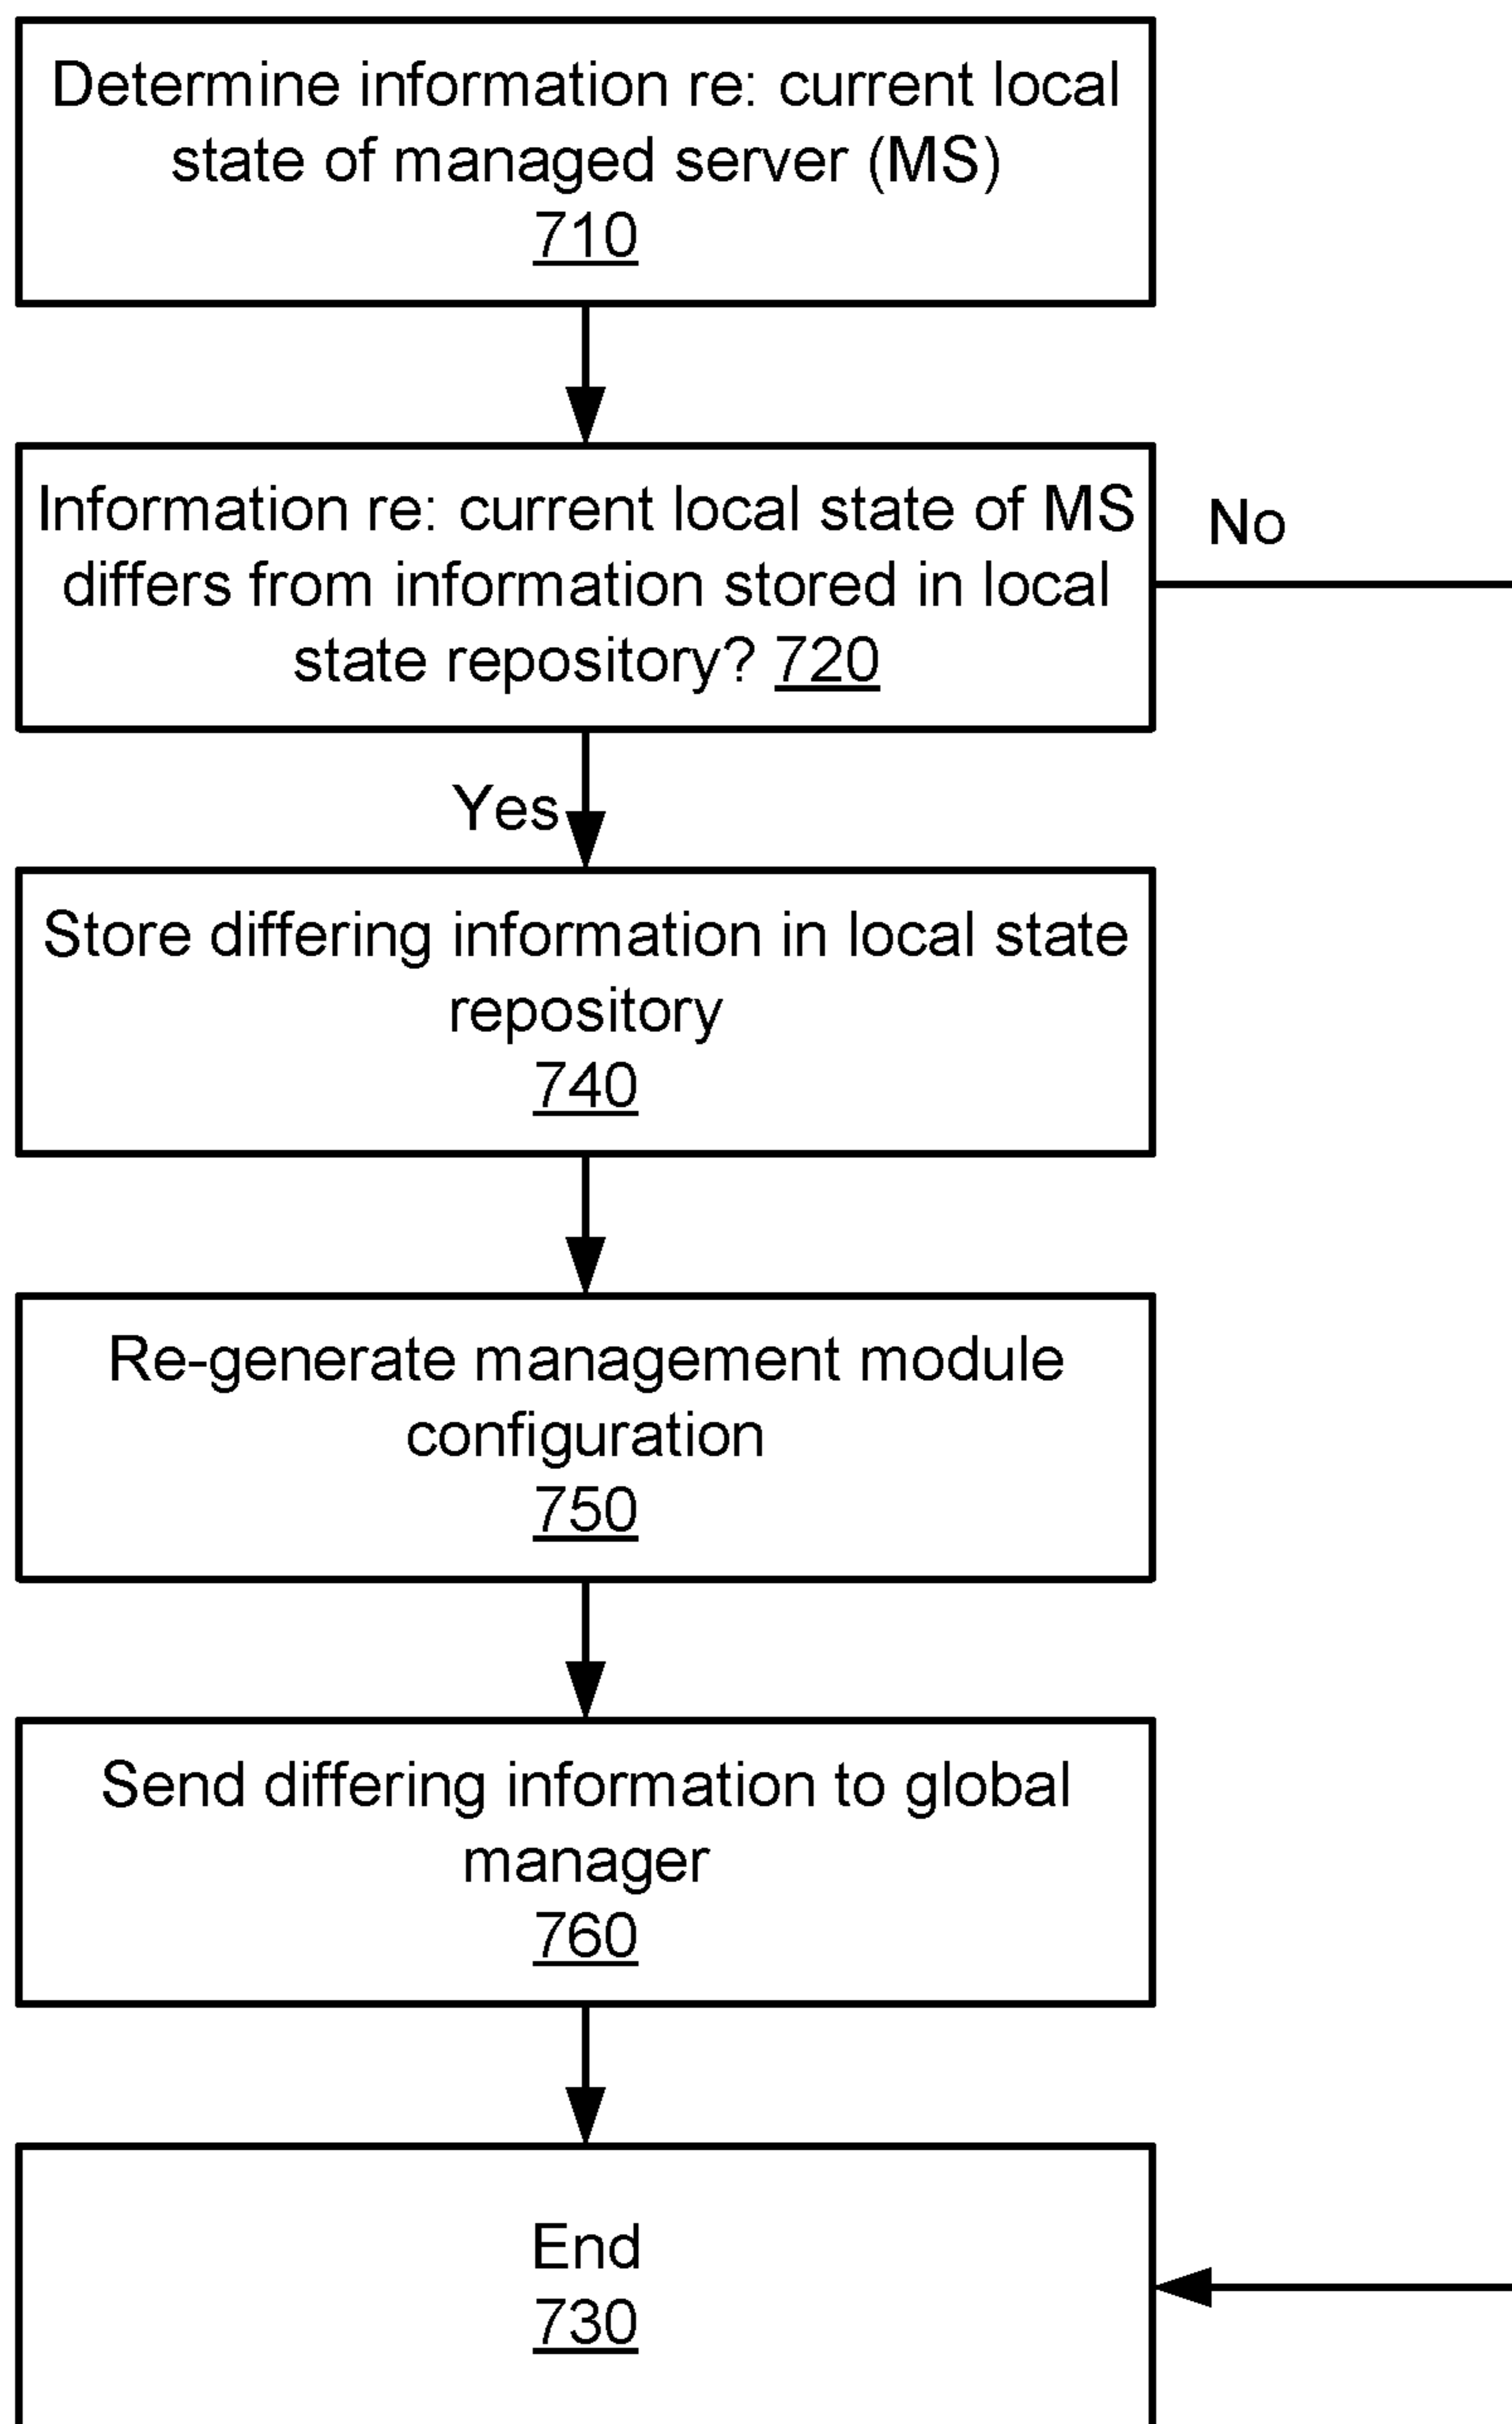 Determine information re: current local
state of managed server (MS)
710
Information re: current local state of MS
differs from information stored in local
state repository? 720
No
Yes
Store differing information in local state
repository
740
Re-generate management module
configuration
750
Send differing information to global
manager
760
End
730